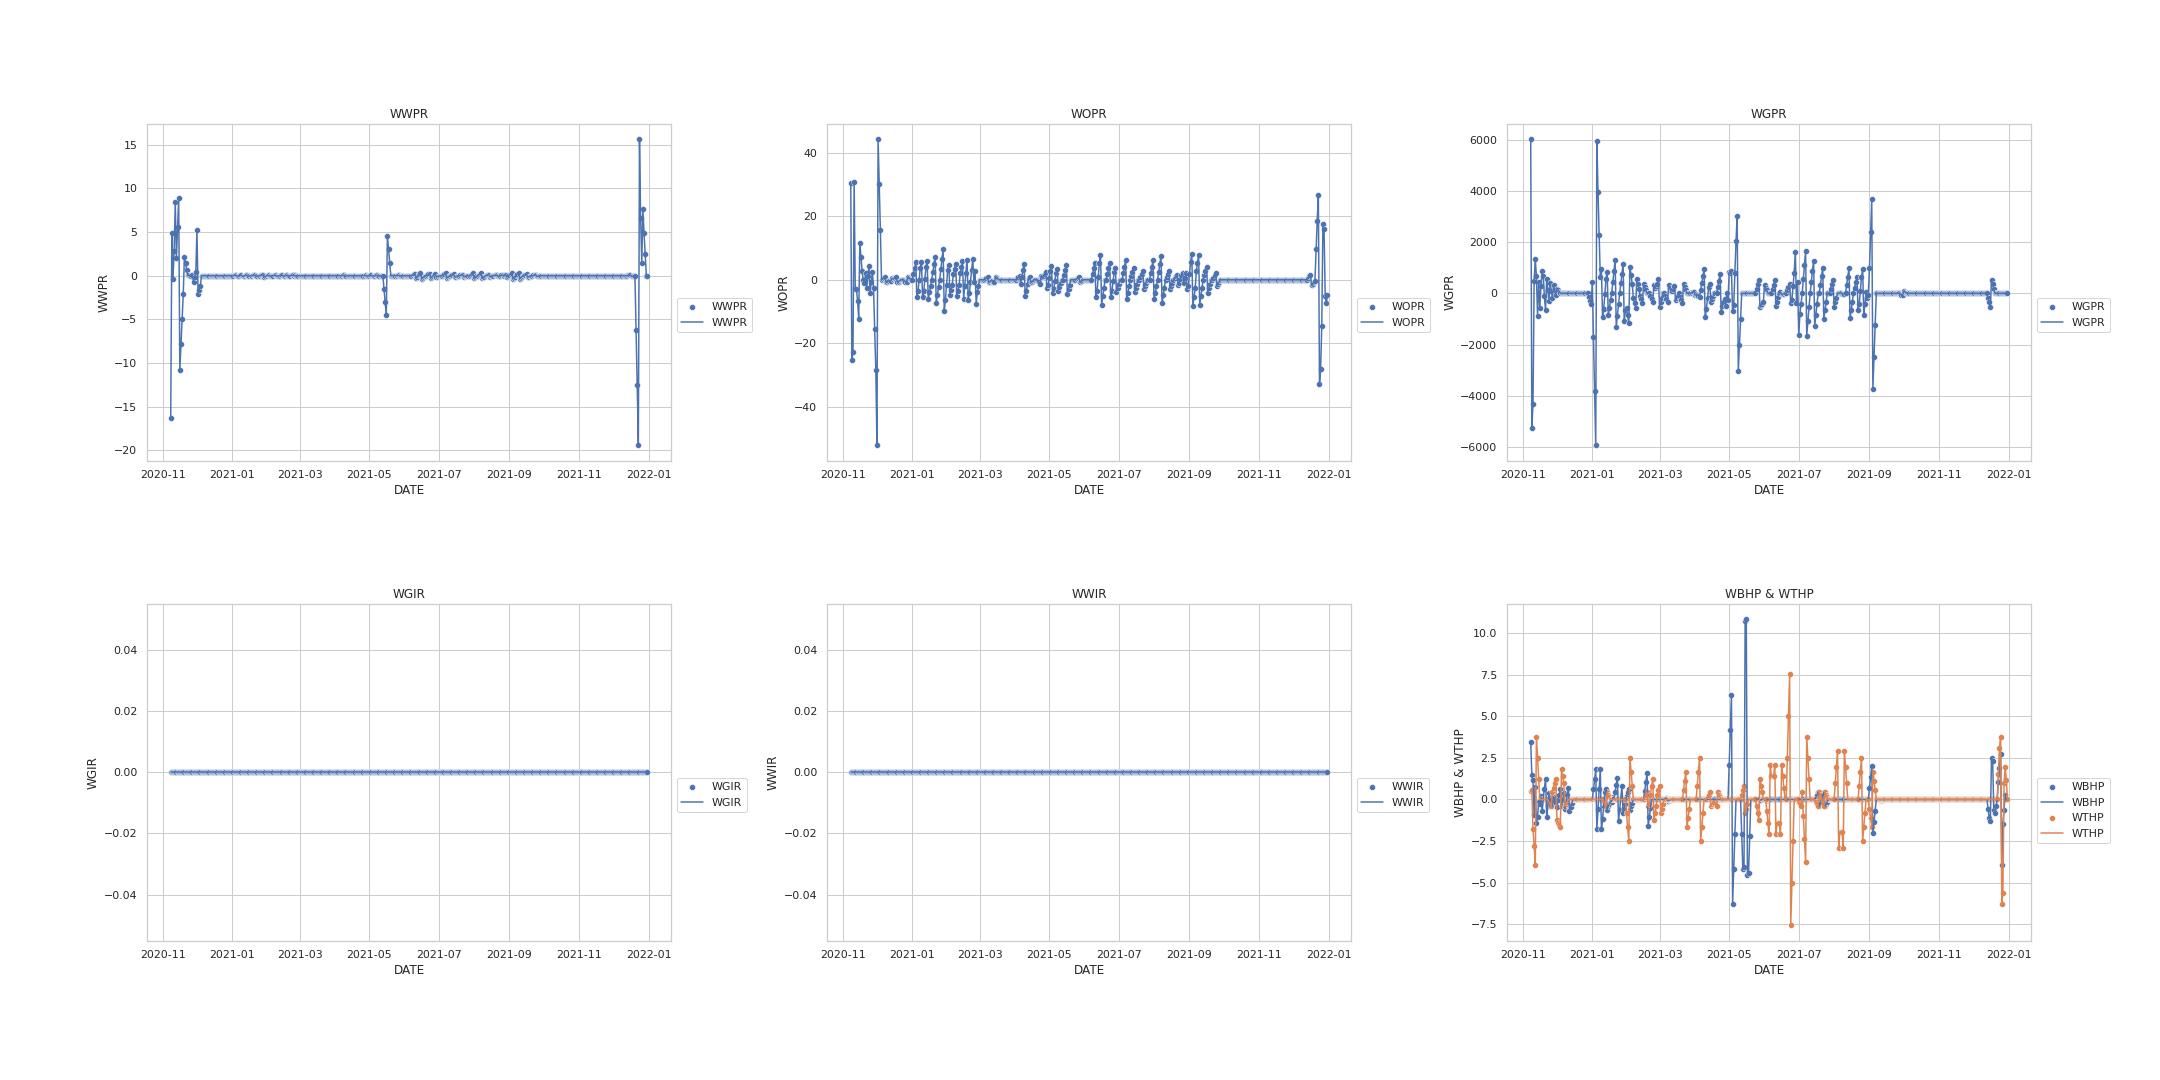 WWPR
15
10
5
0
−5
−10
−15
−20
WWPR
2020-11 2021-01 2021-03 2021-05 2021-07 2021-09 2021-11 2022-01
DATE
WWPR
WWPR
WOPR
40
20
0
−20
−40
WOPR
2020-11 2021-01 2021-03 2021-05 2021-07 2021-09 2021-11 2022-01
DATE
WOPR
WOPR
WGPR
6000
4000
2000
0
−2000
−4000
−6000
WGPR
2020-11 2021-01 2021-03 2021-05 2021-07 2021-09 2021-11 2022-01
DATE
WGPR
WGPR
WGIR
0.04
0.02
0.00
−0.02
−0.04
WGIR
2020-11 2021-01 2021-03 2021-05 2021-07 2021-09 2021-11 2022-01
DATE
WGIR
WGIR
WWIR
0.04
0.02
0.00
−0.02
−0.04
WWIR
2020-11 2021-01 2021-03 2021-05 2021-07 2021-09 2021-11 2022-01
DATE
WWIR
WWIR
WBHP & WTHP
10.0
7.5
5.0
2.5
0.0
−2.5
−5.0
−7.5
WBHP & WTHP
2020-11 2021-01 2021-03 2021-05 2021-07 2021-09 2021-11 2022-01
DATE
WBHP
WBHP
WTHP
WTHP